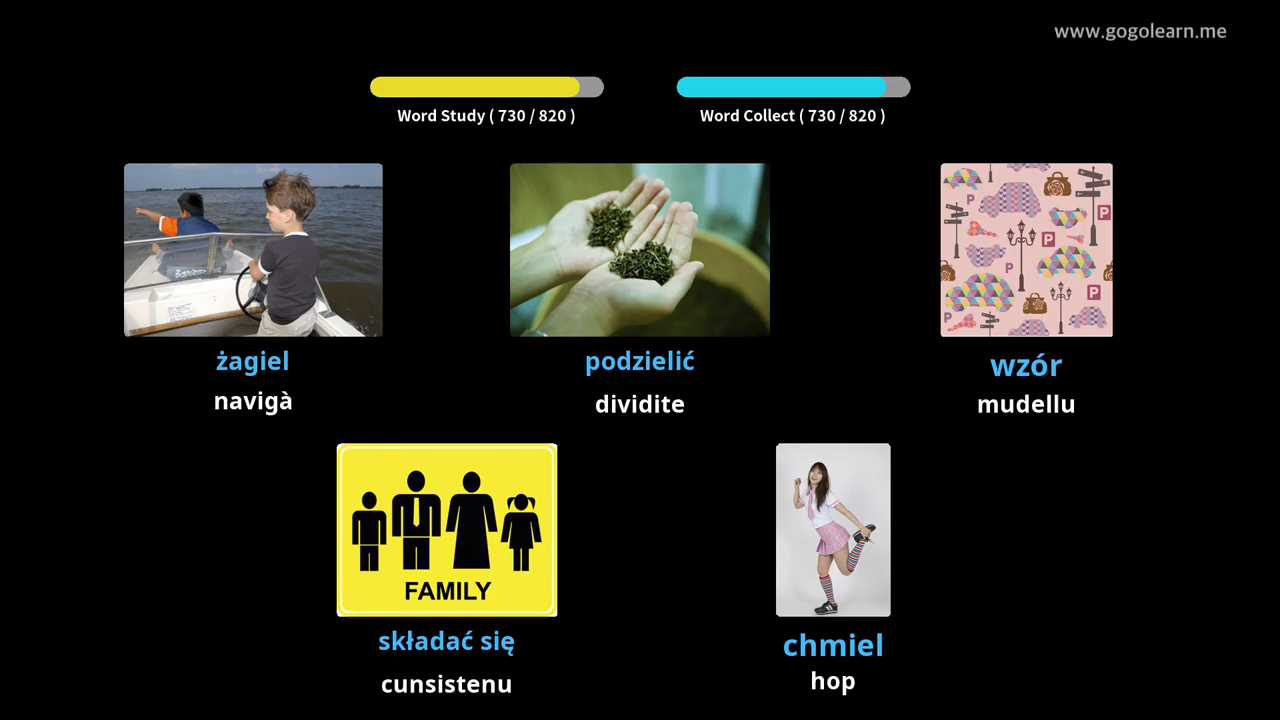 www.gogolearn.me
Word Study ( 730 / 820 )
Word Collect ( 730 / 820 )
żagiel
navigà
podzielić
dividite
wzór
mudellu
FAMILY
składać się
cunsistenu
chmiel
hop